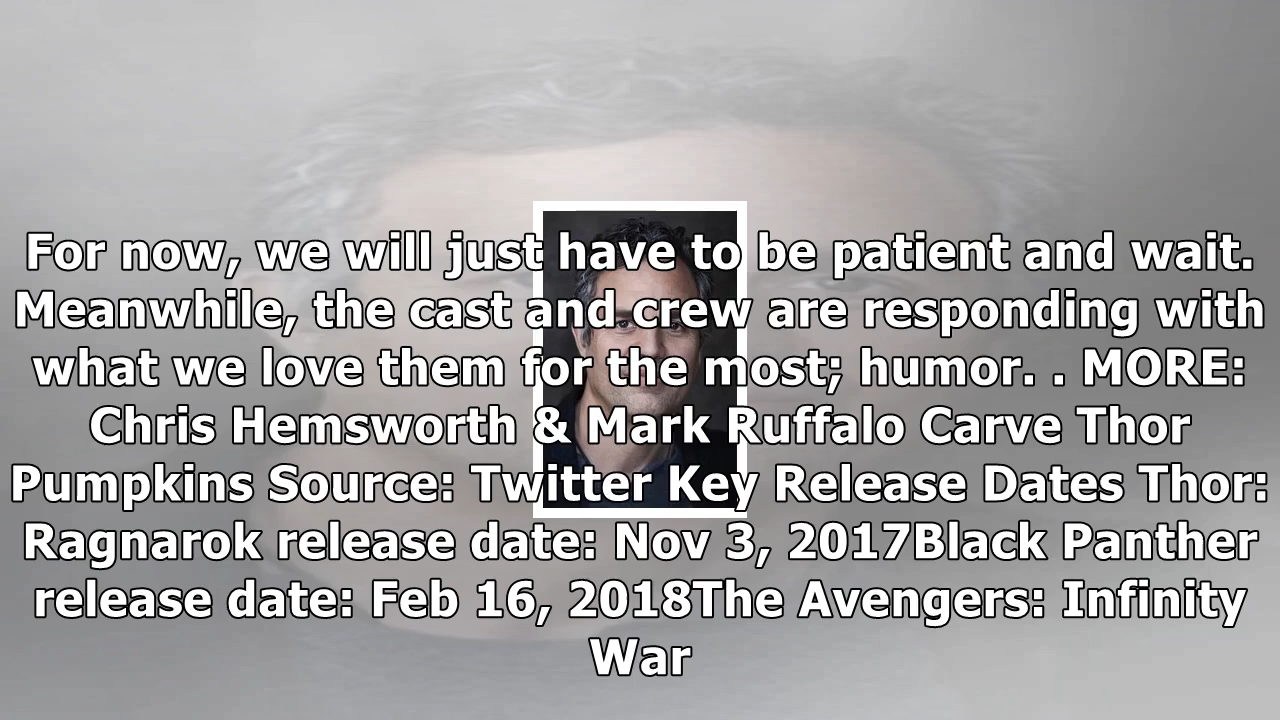 For now, we will just have to be patient and wait.
Meanwhile, the cast and crew are responding with
what we love them for the most; humor. . MORE:
Chris Hemsworth & Mark Ruffalo Carve Thor
Pumpkins Source: Twitter Key Release Dates Thor:
Ragnarok release date: Nov 3, 2017Black Panther
release date: Feb 16, 2018The Avengers: Infinity
War